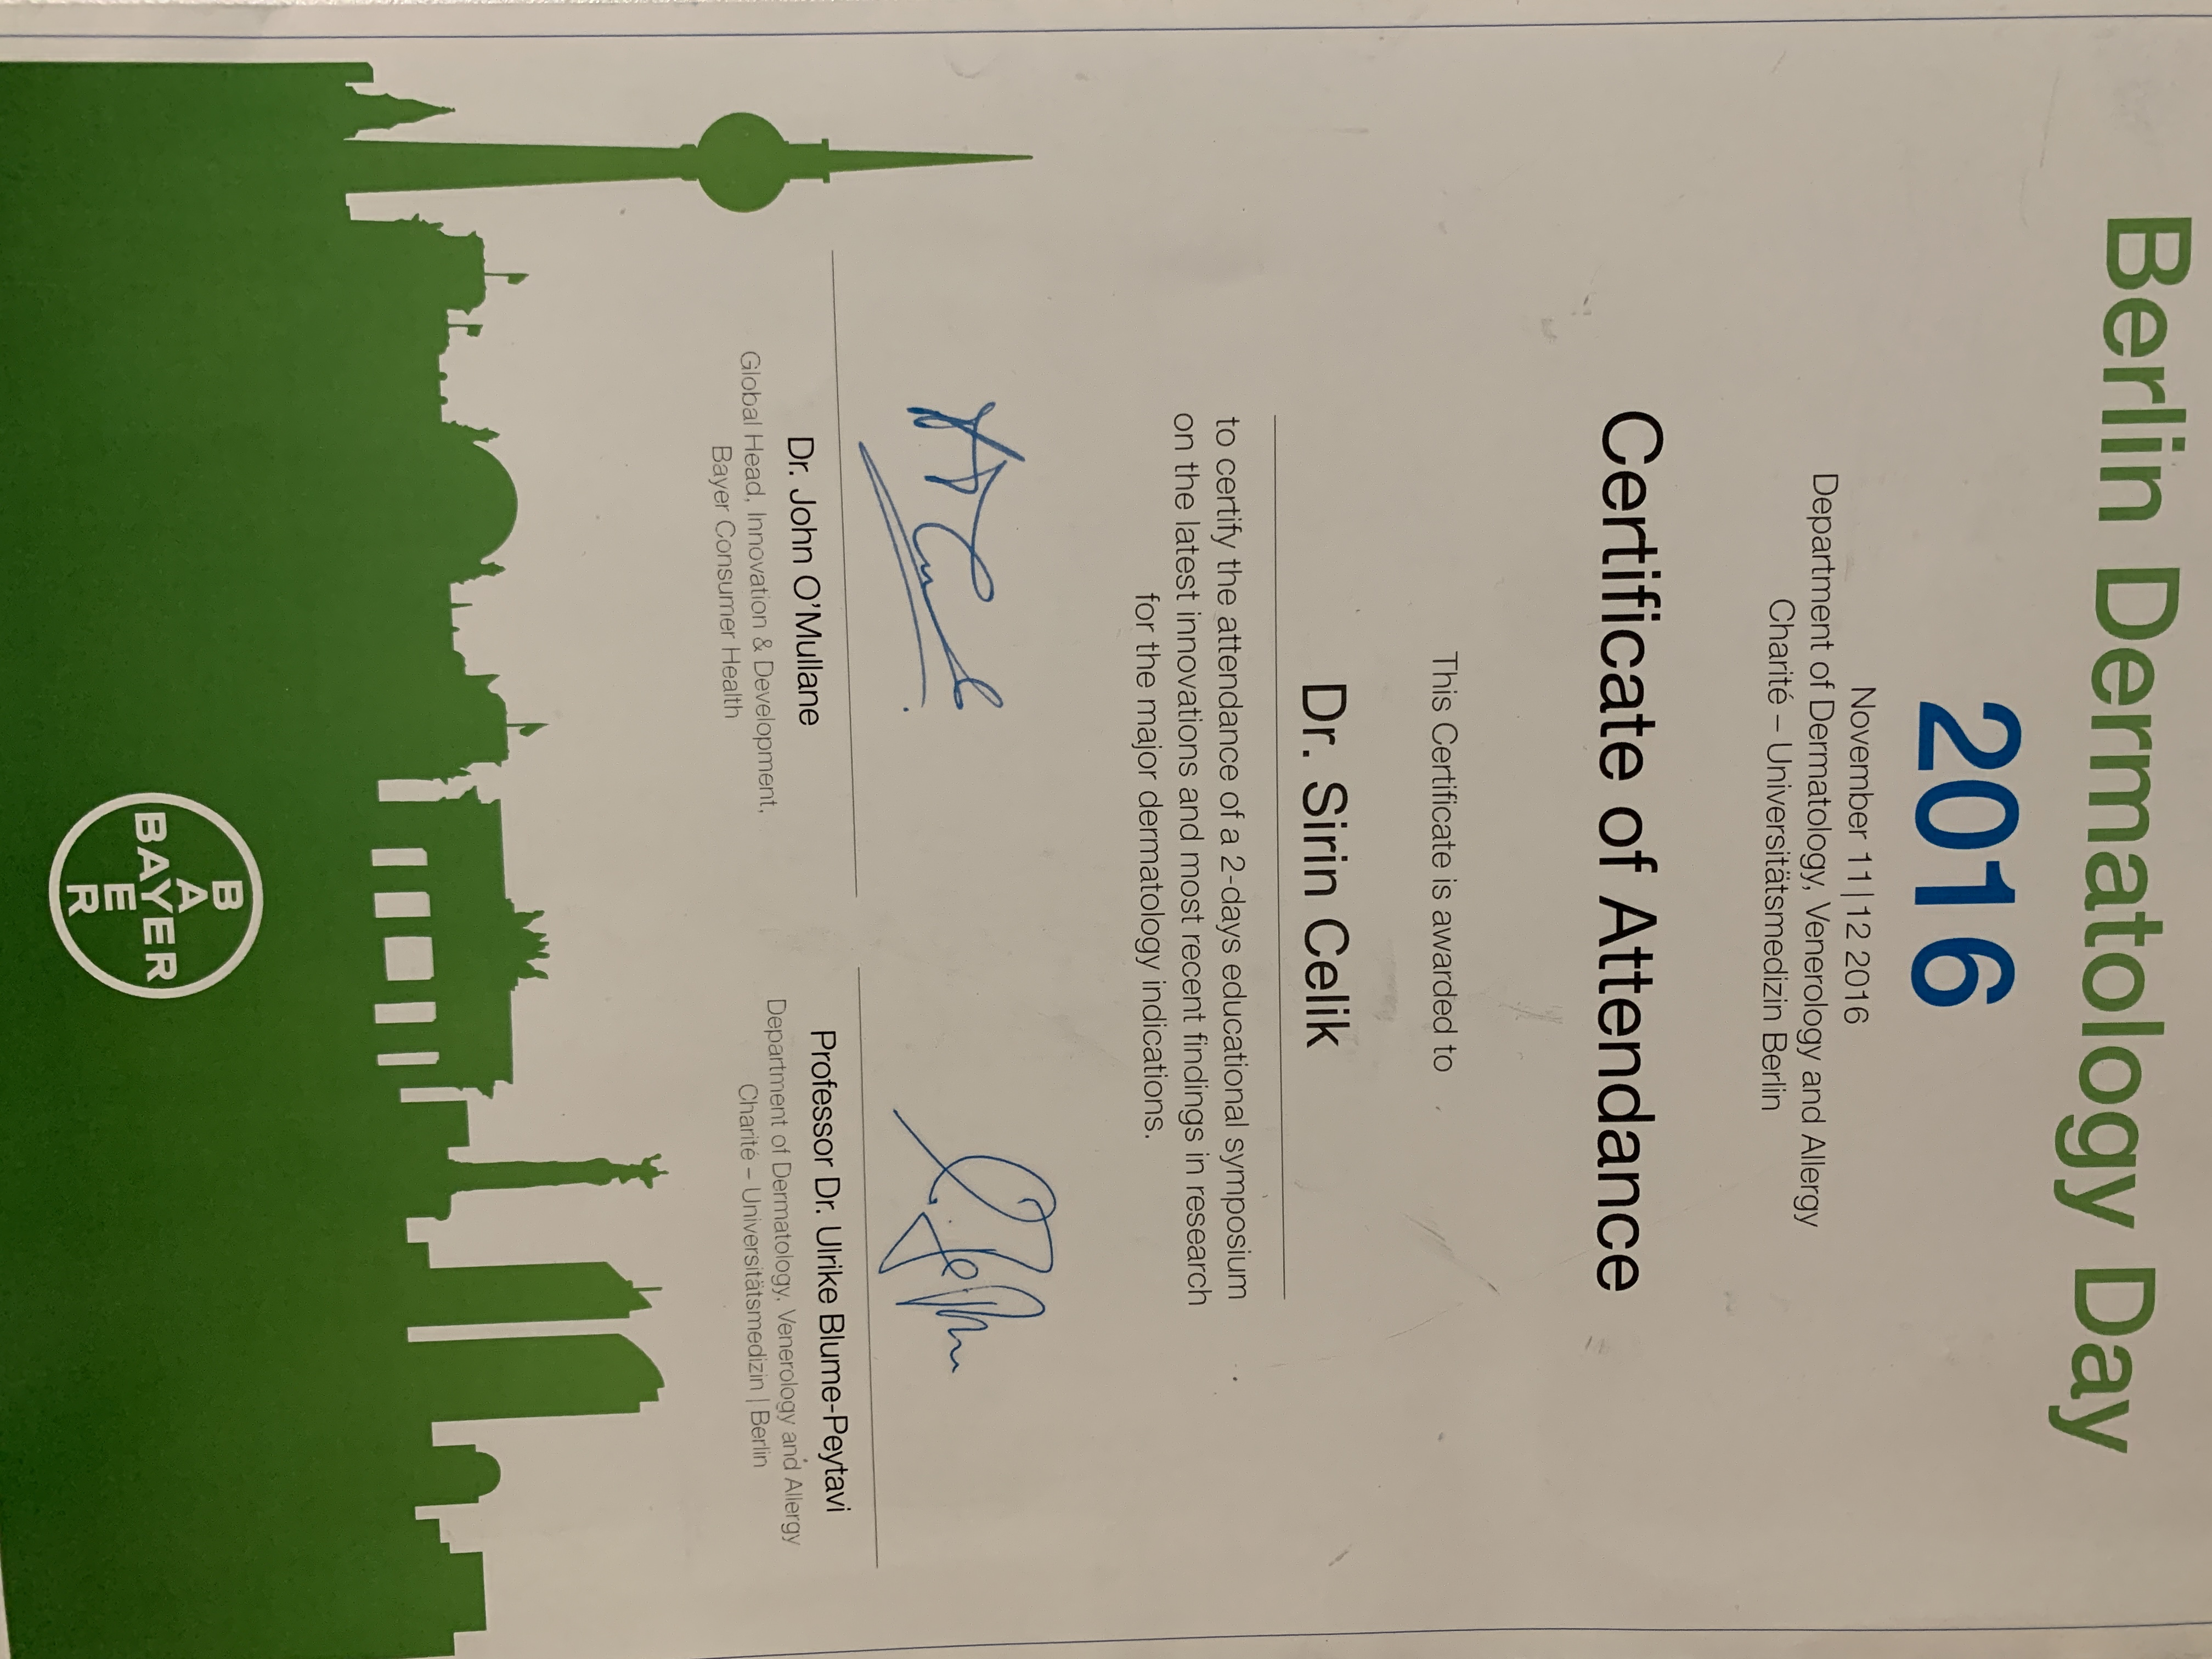 Berlin Dermatology Day
2016
November 11|12 2016
Department of Dermatology, Venerology and Allergy
Charité – Universitätsmedizin Berlin
Certificate of Attendance
This Certificate is awarded to
Dr. Sirin Celik
to certify the attendance of a 2-days educational symposium
on the latest innovations and most recent findings in research
for the major dermatology indications.
Dr. John O'Mullane
Global Head, Innovation & Development,
Bayer Consumer Health
Professor Dr. Ulrike Blume-Peytavi
Department of Dermatology, Venerology and Allergy
Charité – Universitätsmedizin | Berlin
BAYER
BAYER